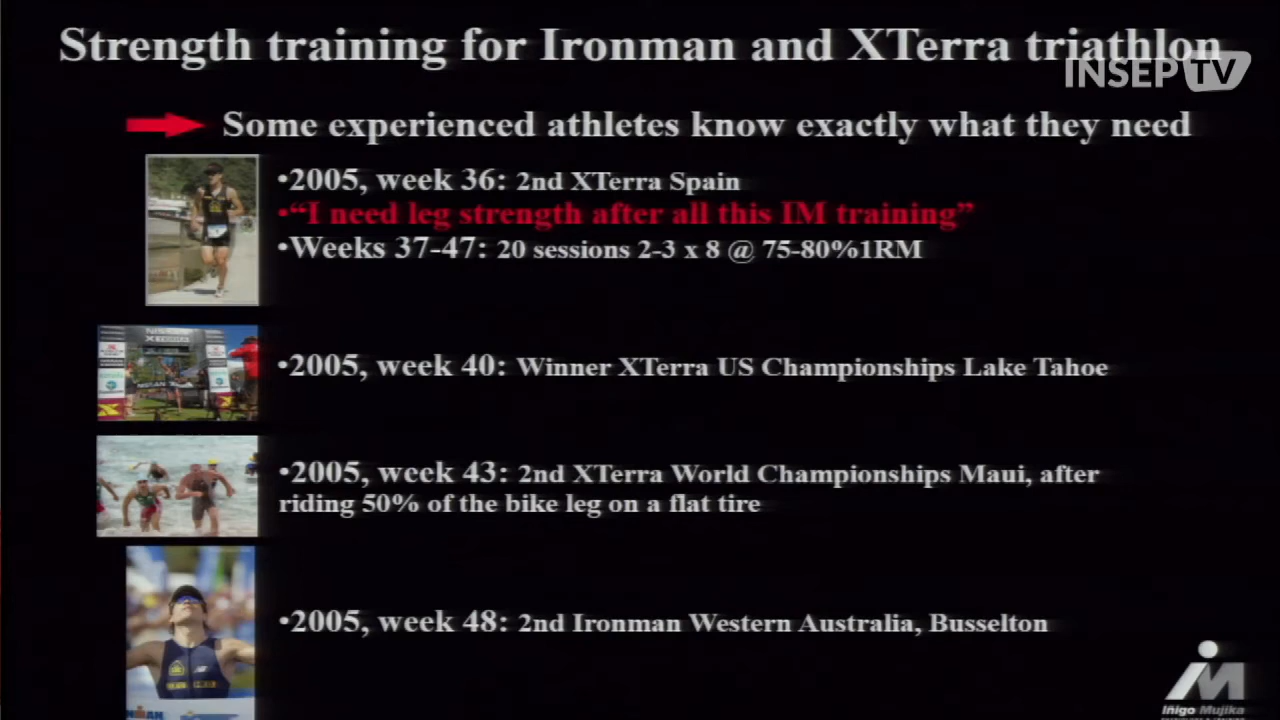 Strength training for Ironman and XTerra triathlon
INSEP TV
Some experienced athletes know exactly what they need
•2005, week 36: 2nd XTerra Spain
•“I need leg strength after all this IM training”
•Weeks 37-47: 20 sessions 2-3 x 8 @ 75-80%1RM
•2005, week 40: Winner XTerra US Championships Lake Tahoe
•2005, week 43: 2nd XTerra World Championships Maui, after
riding 50% of the bike leg on a flat tire
•2005, week 48: 2nd Ironman Western Australia, Busselton
iM
Iñigo Mujika